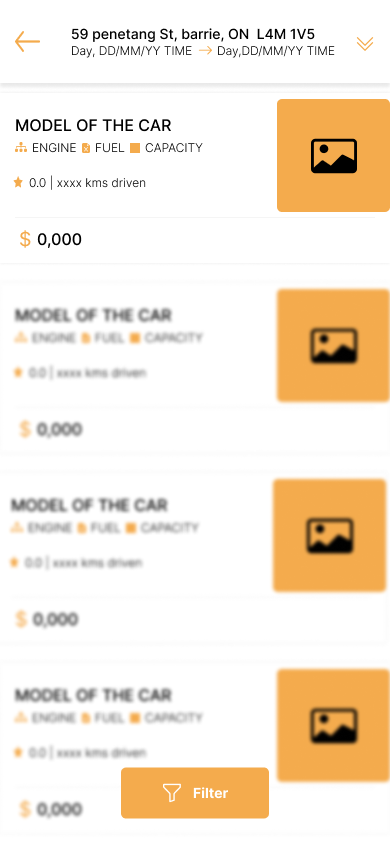 59 penetang St, barrie, ON L4M 1V5
Day, DD/MM/YY TIME → Day,DD/MM/YY TIME
MODEL OF THE CAR
ENGINE FUEL CAPACITY
0.0 | xxxx kms driven
$ 0,000
MODEL OF THE CAR
ENGINE FUEL CAPACITY
0.0 | xxxx kms driven
$ 0,000
MODEL OF THE CAR
ENGINE FUEL CAPACITY
0.0 | xxxx kms driven
$ 0,000
MODEL OF THE CAR
ENGINE FUEL CAPACITY
0.0 | xxxx kms driven
$ 0,000
Filter